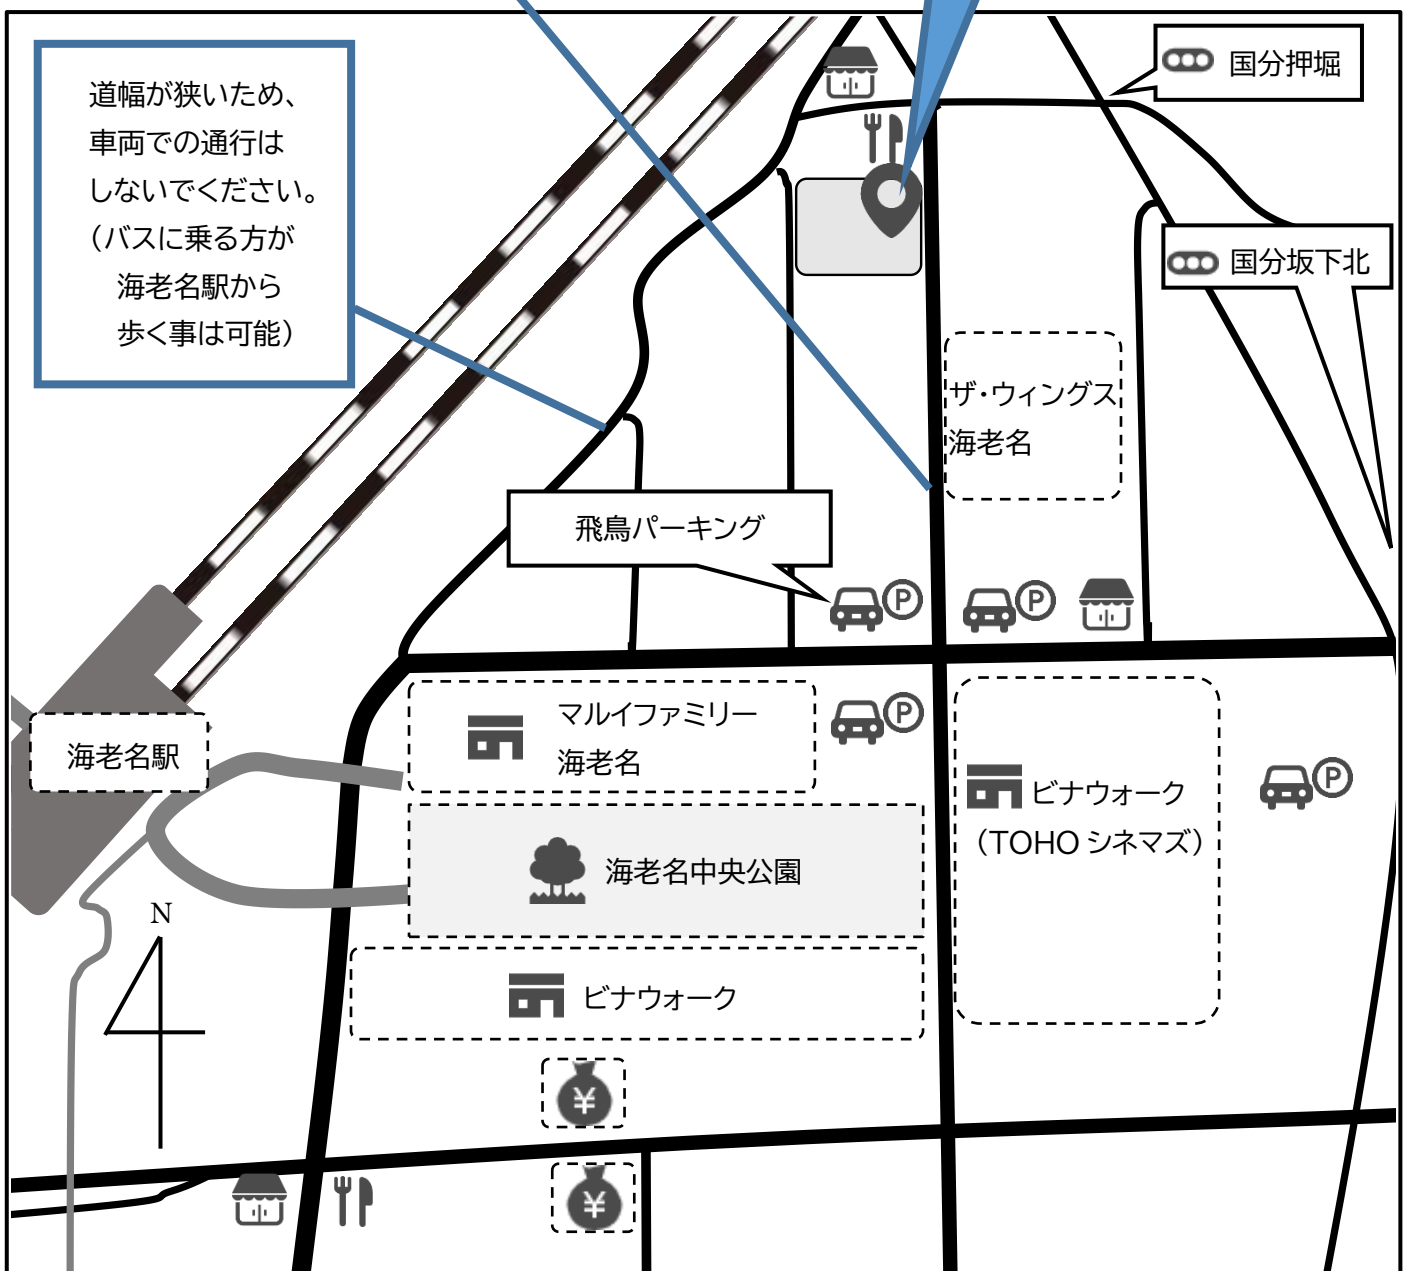 国分押堀
道幅が狭いため、
車両での通行は
しないでください。
（バスに乗る方が
海老名駅から
歩く事は可能）
国分坂下北
ザ・ウィングス
海老名
飛鳥パーキング
P
P
マルイファミリー
海老名
P
海老名駅
ビナウォーク
（TOHO シネマズ）
P
海老名中央公園
N
ビナウォーク
¥
¥